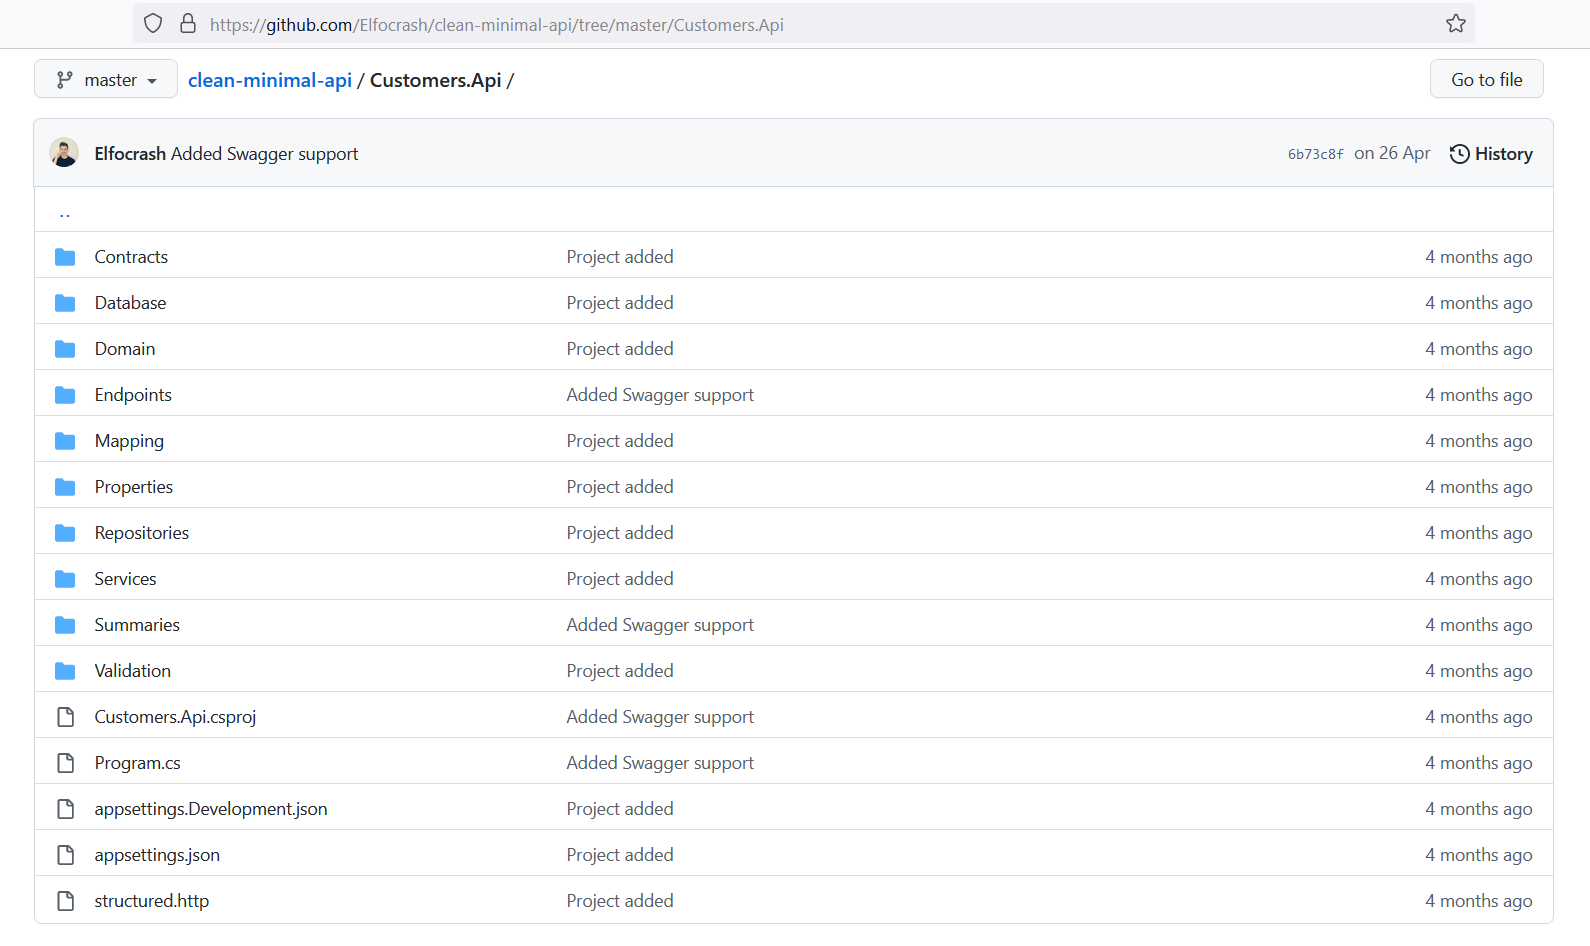 https://github.com/Elfocrash/clean-minimal-api/tree/master/Customers.Api
master clean-minimal-api / Customers.Api / Go to file
Elfocrash Added Swagger support 6b73c8f on 26 Apr History
..
Contracts Project added 4 months ago
Database Project added 4 months ago
Domain Project added 4 months ago
Endpoints Added Swagger support 4 months ago
Mapping Project added 4 months ago
Properties Project added 4 months ago
Repositories Project added 4 months ago
Services Project added 4 months ago
Summaries Added Swagger support 4 months ago
Validation Project added 4 months ago
Customers.Api.csproj Added Swagger support 4 months ago
Program.cs Added Swagger support 4 months ago
appsettings.Development.json Project added 4 months ago
appsettings.json Project added 4 months ago
structured.http Project added 4 months ago